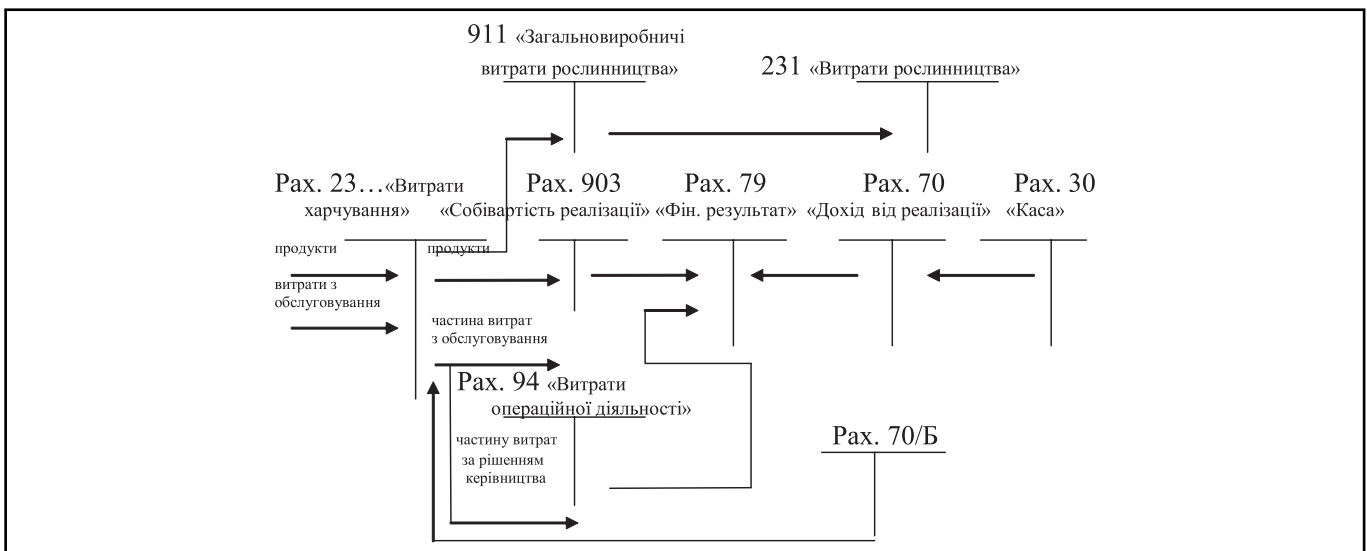 911 «Загальновиробничі
витрати рослинництва»
231 «Витрати рослинництва»
Рах. 23…«Витрати
харчування»
Рах. 903
«Собівартість реалізації»
Рах. 79
«Фін. результат»
Рах. 70
«Дохід від реалізації»
Рах. 30
«Каса»
продукти
витрати з
обслуговування
продукти
частина витрат
з обслуговування
Рах. 94 «Витрати
операційної діяльності»
частину витрат
за рішенням
керівництва
Рах. 70/Б